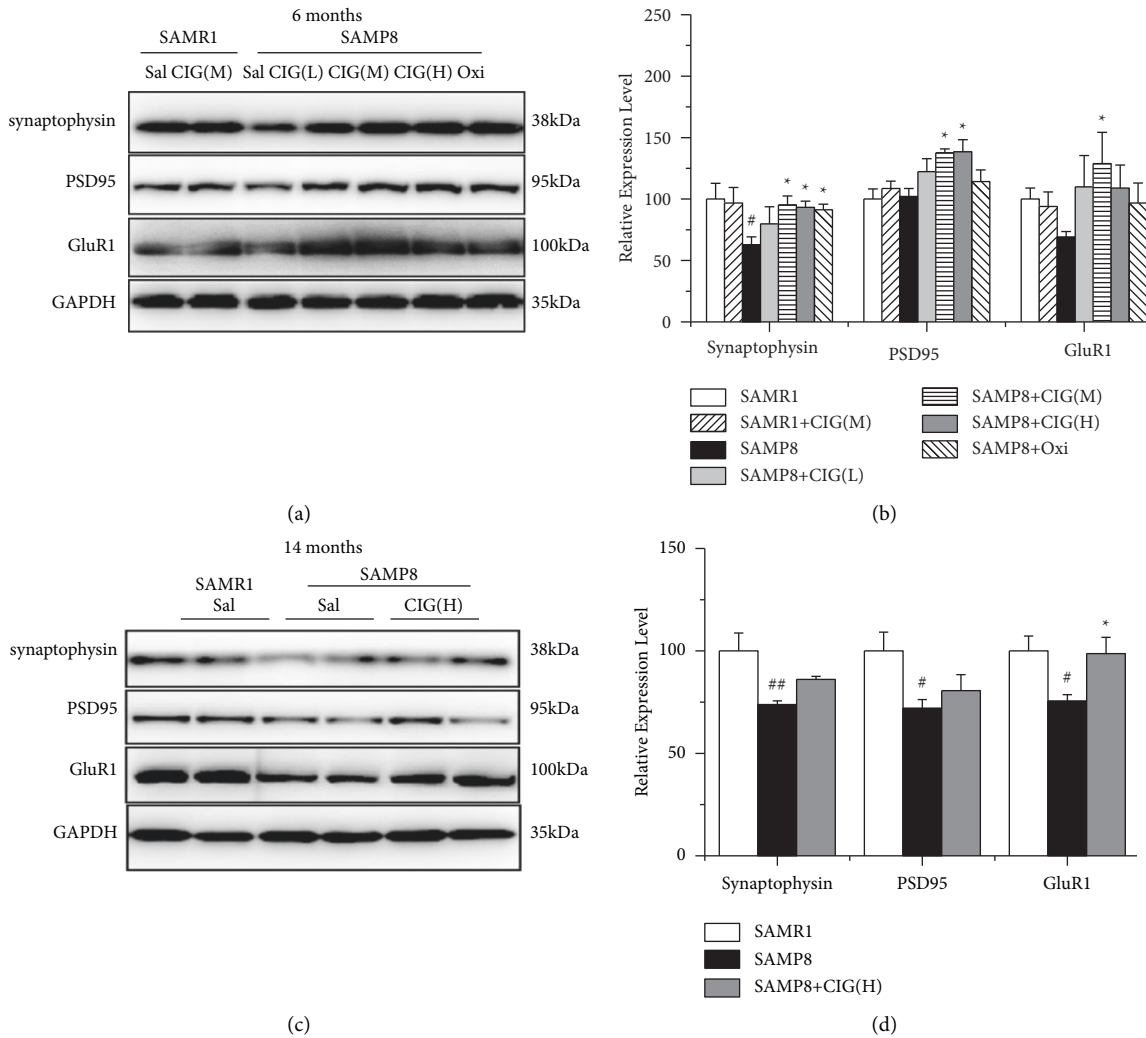 6 months
SAMR1 SAMP8
Sal CIG(M) Sal CIG(L) CIG(M) CIG(H) Oxi
synaptophysin 38kDa
PSD95 95kDa
GluR1 100kDa
GAPDH 35kDa
(a)
Relative Expression Level
250
200
150
100
50
0
* * * * * *
#
Synaptophysin PSD95 GluR1
SAMR1 SAMP8+CIG(M)
SAMR1+CIG(M) SAMP8+CIG(H)
SAMP8 SAMP8+Oxi
SAMP8+CIG(L)
(b)
14 months
SAMR1 SAMP8
Sal Sal CIG(H)
synaptophysin 38kDa
PSD95 95kDa
GluR1 100kDa
GAPDH 35kDa
(c)
Relative Expression Level
150
100
50
0
## # # *
Synaptophysin PSD95 GluR1
SAMR1
SAMP8
SAMP8+CIG(H)
(d)